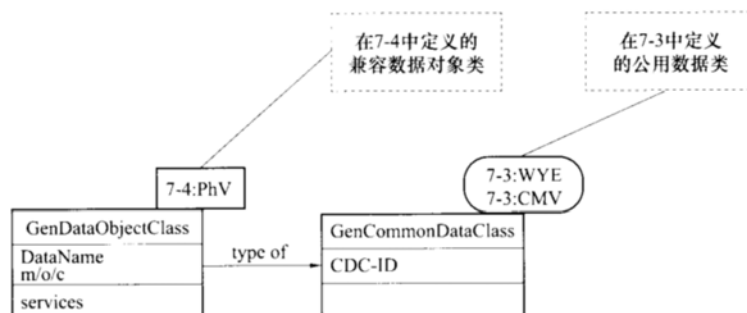 在7-4中定义的
兼容数据对象类
在7-3中定义
的公用数据类
7-4:PhV
7-3:WYE
7-3:CMV
GenDataObjectClass
DataName
m/o/c
services
type of
GenCommonDataClass
CDC-ID